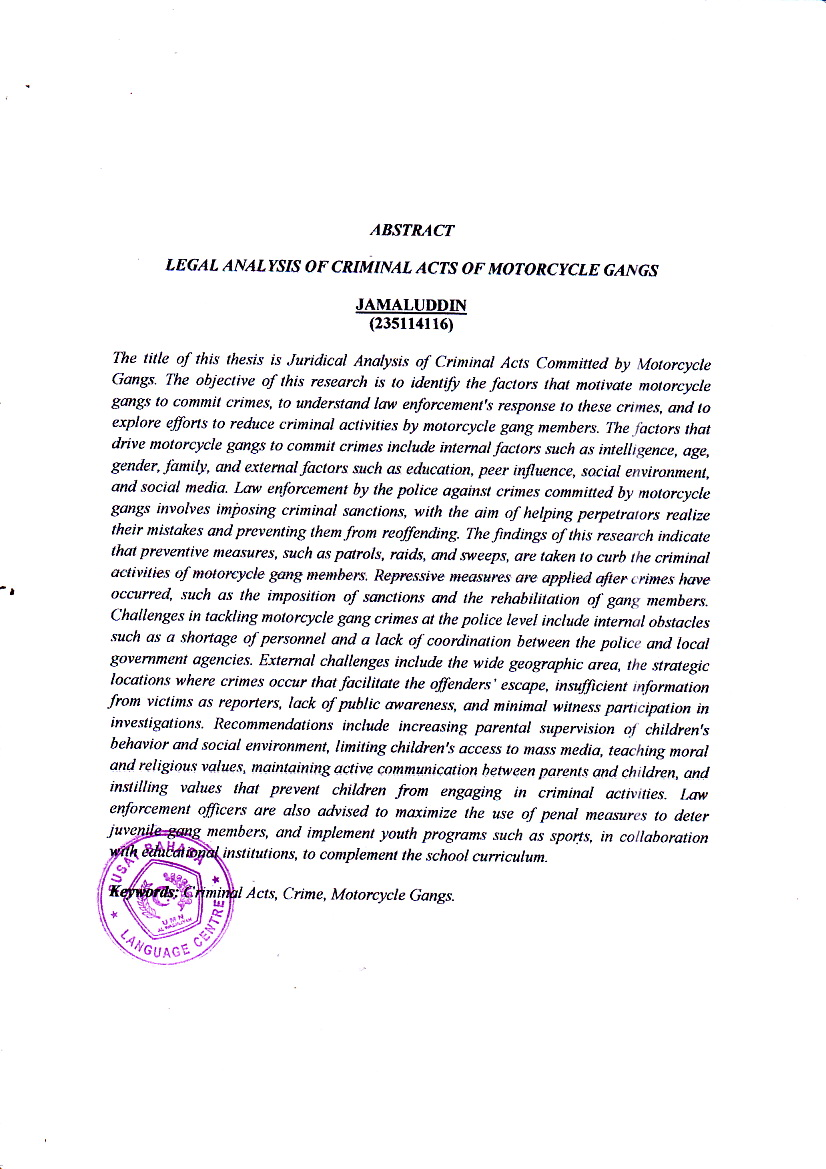 ABSTRACT
LEGAL ANALYSIS OF CRIMINAL ACTS OF MOTORCYCLE GANGS
JAMALUDDIN
(235114116)
The title of this thesis is Juridical Analysis of Criminal Acts Committed by Motorcycle
Gangs. The objective of this research is to identify the factors that motivate motorcycle
gangs to commit crimes, to understand law enforcement's response to these crimes, and to
explore efforts to reduce criminal activities by motorcycle gang members. The factors that
drive motorcycle gangs to commit crimes include internal factors such as intelligence, age,
gender, family, and external factors such as education, peer influence, social environment,
and social media. Law enforcement by the police against crimes committed by motorcycle
gangs involves imposing criminal sanctions, with the aim of helping perpetrators realize
their mistakes and preventing them from reoffending. The findings of this research indicate
that preventive measures, such as patrols, raids, and sweeps, are taken to curb the criminal
activities of motorcycle gang members. Repressive measures are applied after crimes have
occurred, such as the imposition of sanctions and the rehabilitation of gang members.
Challenges in tackling motorcycle gang crimes at the police level include internal obstacles
such as a shortage of personnel and a lack of coordination between the police and local
government agencies. External challenges include the wide geographic area, the strategic
locations where crimes occur that facilitate the offenders' escape, insufficient information
from victims as reporters, lack of public awareness, and minimal witness participation in
investigations. Recommendations include increasing parental supervision of children's
behavior and social environment, limiting children's access to mass media, teaching moral
and religious values, maintaining active communication between parents and children, and
instilling values that prevent children from engaging in criminal activities. Law
enforcement officers are also advised to maximize the use of penal measures to deter
juvenile gang members, and implement youth programs such as sports, in collaboration
with educational institutions, to complement the school curriculum.
Keywords: Criminal Acts, Crime, Motorcycle Gangs.
PUSAT BAHASA
UMN
AL WASHLIYAH
LANGUAGE CENTRE